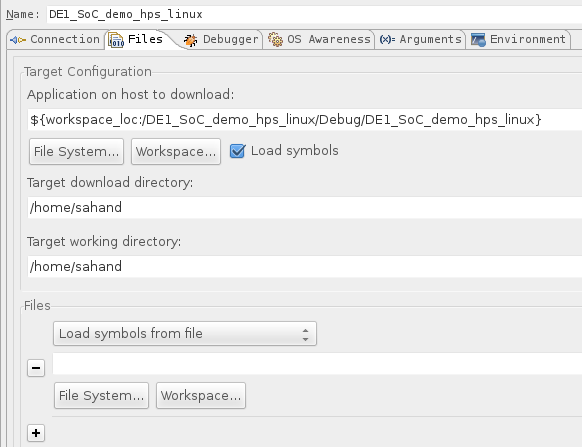 Name: DE1_SoC_demo_hps_linux
Connection Files Debugger OS Awareness Arguments Environment
Target Configuration
Application on host to download:
${workspace_loc:/DE1_SoC_demo_hps_linux/Debug/DE1_SoC_demo_hps_linux}
File System... Workspace... Load symbols
Target download directory:
/home/sahand
Target working directory:
/home/sahand
Files
Load symbols from file
File System... Workspace...